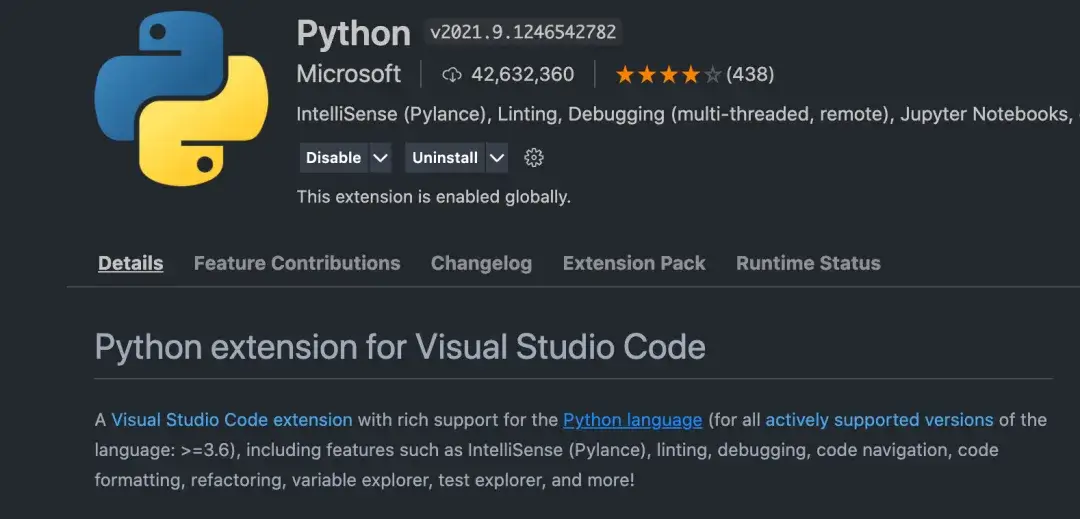 Python v2021.9.1246542782
Microsoft 42,632,360 (438)
IntelliSense (Pylance), Linting, Debugging (multi-threaded, remote), Jupyter Notebooks,
Disable Uninstall
This extension is enabled globally.
Details Feature Contributions Changelog Extension Pack Runtime Status
Python extension for Visual Studio Code
A Visual Studio Code extension with rich support for the Python language (for all actively supported versions of the
language: >=3.6), including features such as IntelliSense (Pylance), linting, debugging, code navigation, code
formatting, refactoring, variable explorer, test explorer, and more!